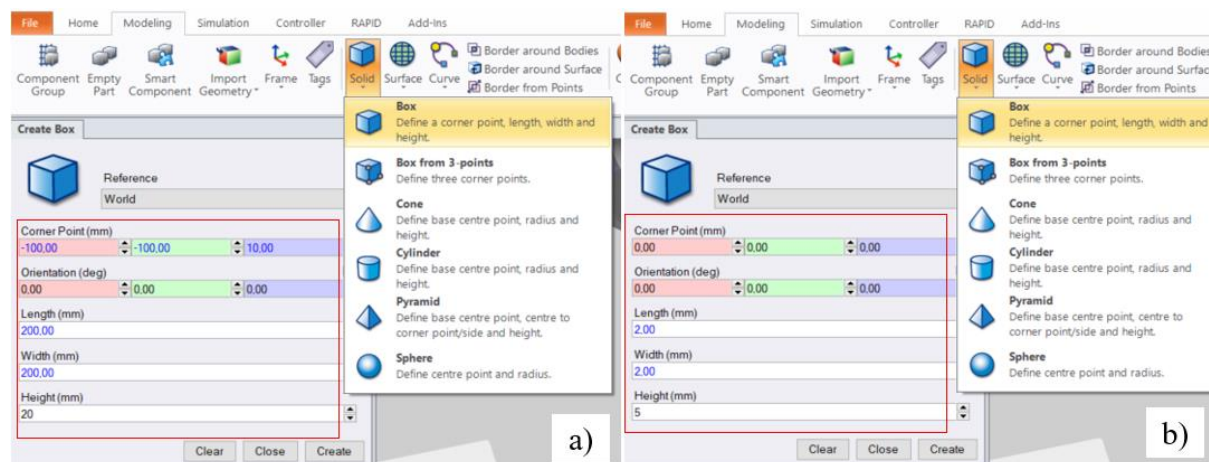 File Home Modeling Simulation Controller RAPID Add-Ins
Component Group
Empty Part
Smart Component
Import Geometry
Frame
Tags
Solid
Surface
Curve
Border around Bodies
Border around Surface
Border from Points
Create Box
Reference
World
Corner Point (mm)
-100,00 -100,00 10,00
Orientation (deg)
0,00 0,00 0,00
Length (mm)
200,00
Width (mm)
200,00
Height (mm)
20
Clear Close Create
Box
Define a corner point, length, width and
height.
Box from 3-points
Define three corner points.
Cone
Define base centre point, radius and
height.
Cylinder
Define base centre point, radius and
height.
Pyramid
Define base centre point, centre to
corner point/side and height.
Sphere
Define centre point and radius.
a)
File Home Modeling Simulation Controller RAPID Add-Ins
Component Group
Empty Part
Smart Component
Import Geometry
Frame
Tags
Solid
Surface
Curve
Border around Bodies
Border around Surfac
Border from Points
Create Box
Reference
World
Corner Point (mm)
0,00 0,00 0,00
Orientation (deg)
0,00 0,00 0,00
Length (mm)
2,00
Width (mm)
2,00
Height (mm)
5
Clear Close Create
Box
Define a corner point, length, width and
height.
Box from 3-points
Define three corner points.
Cone
Define base centre point, radius and
height.
Cylinder
Define base centre point, radius and
height.
Pyramid
Define base centre point, centre to
corner point/side and height.
Sphere
Define centre point and radius.
b)